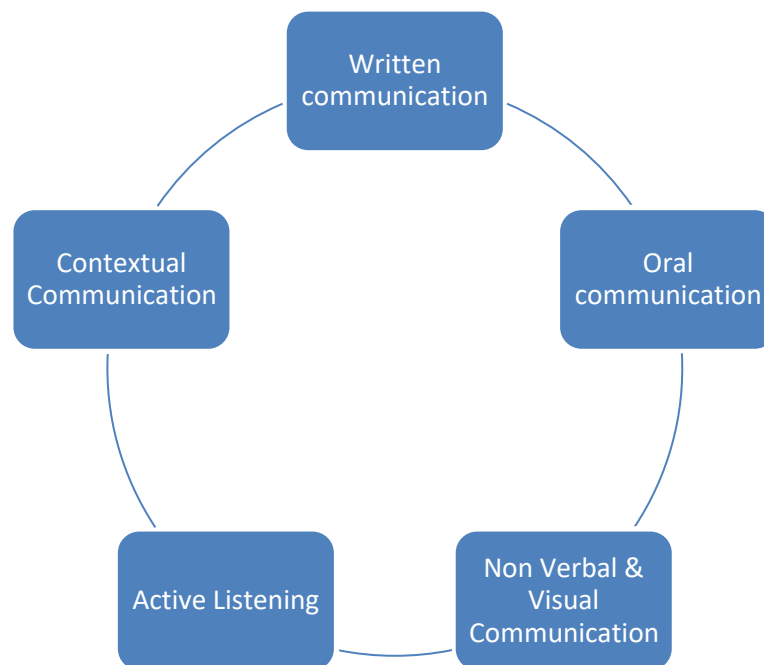 Written
communication
Oral
communication
Non Verbal &
Visual
Communication
Active Listening
Contextual
Communication